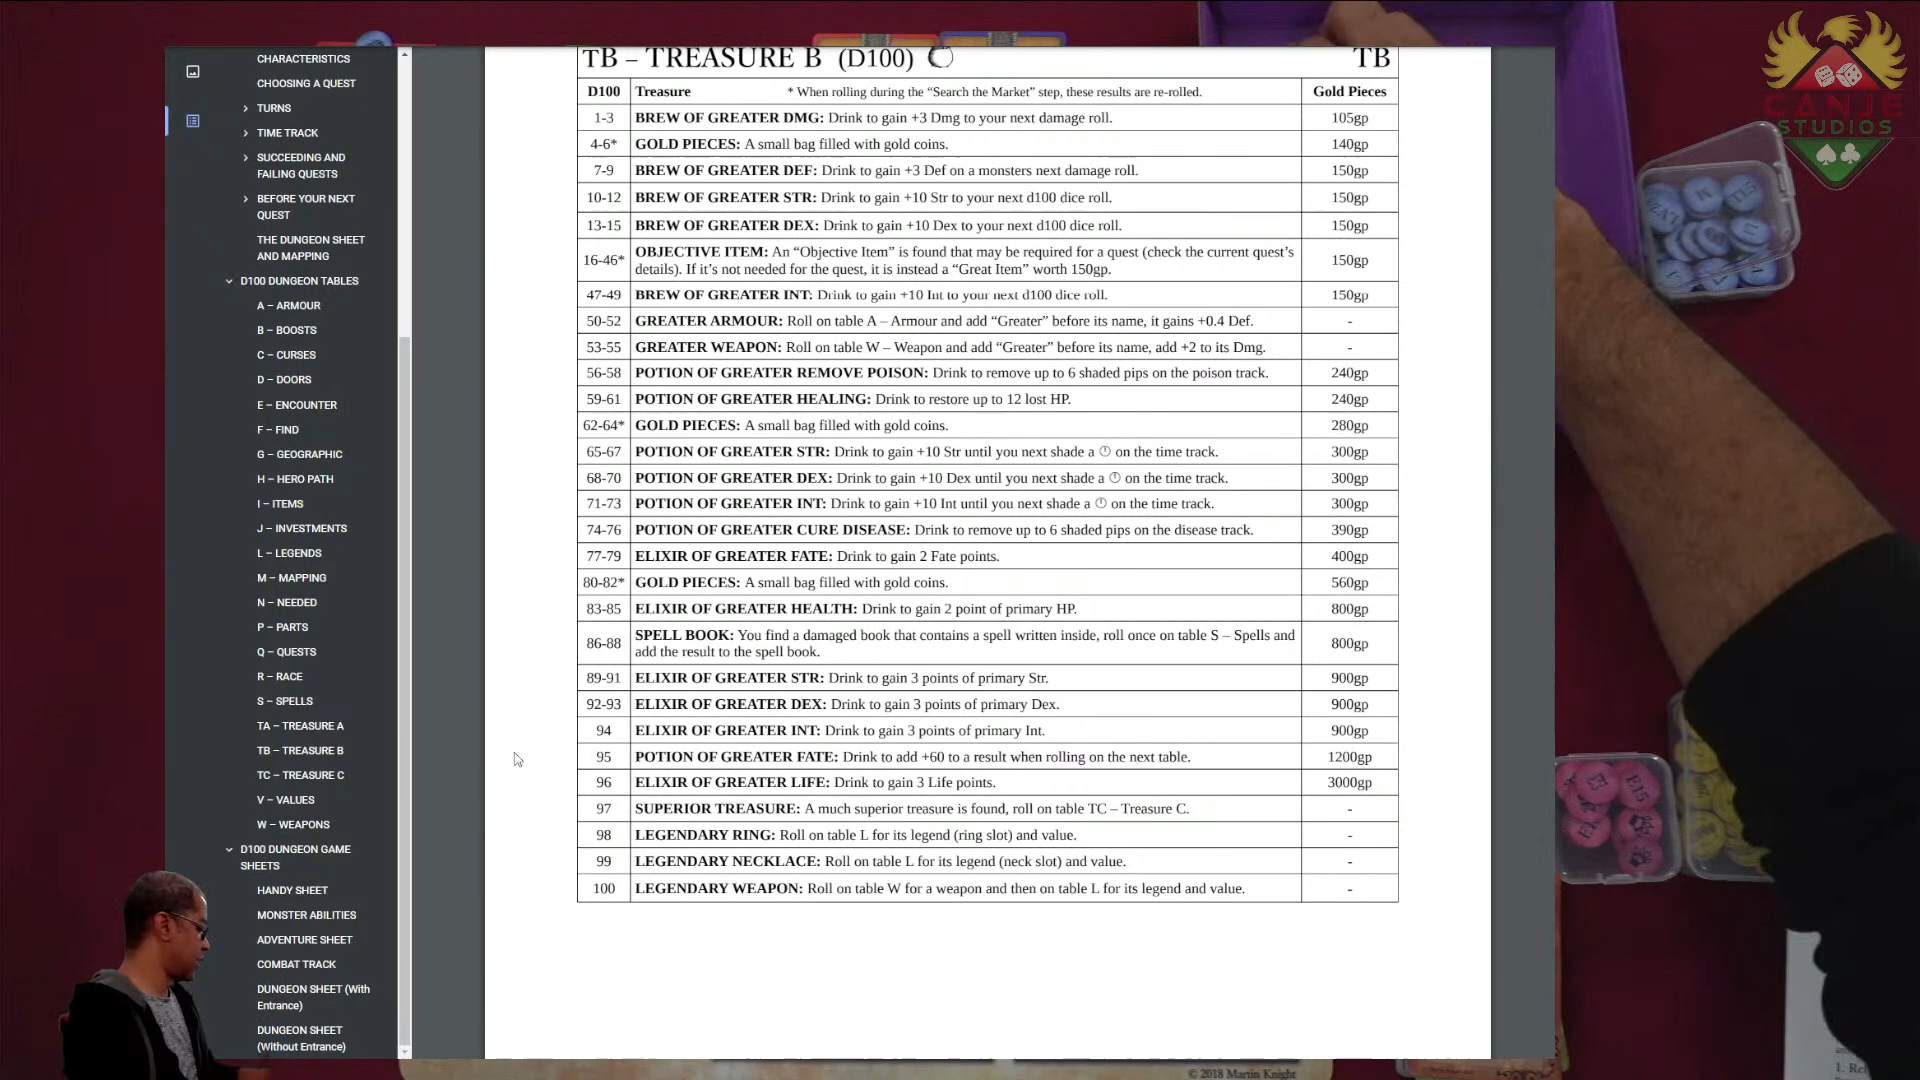 CHARACTERISTICS
CHOOSING A QUEST
TURNS
TIME TRACK
SUCCEEDING AND
FAILING QUESTS
BEFORE YOUR NEXT
QUEST
THE DUNGEON SHEET
AND MAPPING
D100 DUNGEON TABLES
A – ARMOUR
B – BOOSTS
C – CURSES
D – DOORS
E – ENCOUNTER
F – FIND
G – GEOGRAPHIC
H – HERO PATH
I – ITEMS
J – INVESTMENTS
L – LEGENDS
M – MAPPING
N – NEEDED
P – PARTS
Q – QUESTS
R – RACE
S – SPELLS
TA – TREASURE A
TB – TREASURE B
TC – TREASURE C
V – VALUES
W – WEAPONS
D100 DUNGEON GAME
SHEETS
HANDY SHEET
MONSTER ABILITIES
ADVENTURE SHEET
COMBAT TRACK
DUNGEON SHEET (With
Entrance)
DUNGEON SHEET
(Without Entrance)
TB – TREASURE B (D100) TB
D100 Treasure * When rolling during the “Search the Market” step, these results are re-rolled. Gold Pieces
1-3 BREW OF GREATER DMG: Drink to gain +3 Dmg to your next damage roll. 105gp
4-6* GOLD PIECES: A small bag filled with gold coins. 140gp
7-9 BREW OF GREATER DEF: Drink to gain +3 Def on a monsters next damage roll. 150gp
10-12 BREW OF GREATER STR: Drink to gain +10 Str to your next d100 dice roll. 150gp
13-15 BREW OF GREATER DEX: Drink to gain +10 Dex to your next d100 dice roll. 150gp
16-46* OBJECTIVE ITEM: An “Objective Item” is found that may be required for a quest (check the current quest’s
details). If it’s not needed for the quest, it is instead a “Great Item” worth 150gp. 150gp
47-49 BREW OF GREATER INT: Drink to gain +10 Int to your next d100 dice roll. 150gp
50-52 GREATER ARMOUR: Roll on table A – Armour and add “Greater” before its name, it gains +0.4 Def. -
53-55 GREATER WEAPON: Roll on table W – Weapon and add “Greater” before its name, add +2 to its Dmg. -
56-58 POTION OF GREATER REMOVE POISON: Drink to remove up to 6 shaded pips on the poison track. 240gp
59-61 POTION OF GREATER HEALING: Drink to restore up to 12 lost HP. 240gp
62-64* GOLD PIECES: A small bag filled with gold coins. 280gp
65-67 POTION OF GREATER STR: Drink to gain +10 Str until you next shade a on the time track. 300gp
68-70 POTION OF GREATER DEX: Drink to gain +10 Dex until you next shade a on the time track. 300gp
71-73 POTION OF GREATER INT: Drink to gain +10 Int until you next shade a on the time track. 300gp
74-76 POTION OF GREATER CURE DISEASE: Drink to remove up to 6 shaded pips on the disease track. 390gp
77-79 ELIXIR OF GREATER FATE: Drink to gain 2 Fate points. 400gp
80-82* GOLD PIECES: A small bag filled with gold coins. 560gp
83-85 ELIXIR OF GREATER HEALTH: Drink to gain 2 point of primary HP. 800gp
86-88 SPELL BOOK: You find a damaged book that contains a spell written inside, roll once on table S – Spells and
add the result to the spell book. 800gp
89-91 ELIXIR OF GREATER STR: Drink to gain 3 points of primary Str. 900gp
92-93 ELIXIR OF GREATER DEX: Drink to gain 3 points of primary Dex. 900gp
94 ELIXIR OF GREATER INT: Drink to gain 3 points of primary Int. 900gp
95 POTION OF GREATER FATE: Drink to add +60 to a result when rolling on the next table. 1200gp
96 ELIXIR OF GREATER LIFE: Drink to gain 3 Life points. 3000gp
97 SUPERIOR TREASURE: A much superior treasure is found, roll on table TC – Treasure C. -
98 LEGENDARY RING: Roll on table L for its legend (ring slot) and value. -
99 LEGENDARY NECKLACE: Roll on table L for its legend (neck slot) and value. -
100 LEGENDARY WEAPON: Roll on table W for a weapon and then on table L for its legend and value. -
CANJE
STUDIOS
E15
© 2018 Martin Knight